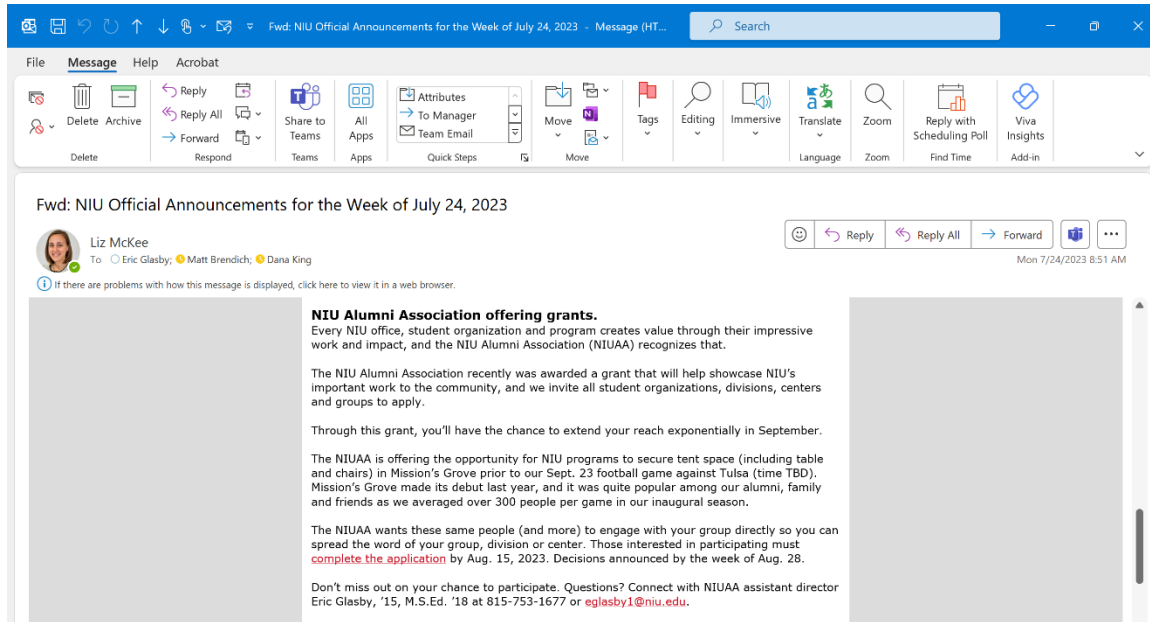 Fwd: NIU Official Announcements for the Week of July 24, 2023 - Message (HT...
Search
File Message Help Acrobat
Delete Archive
Reply
Reply All
Forward
Share to Teams
All Apps
Attributes
To Manager
Team Email
Move
Tags
Editing
Immersive
Translate
Zoom
Reply with Scheduling Poll
Viva Insights
Delete Respond Teams Apps Quick Steps Move Language Zoom Find Time Add-in
Fwd: NIU Official Announcements for the Week of July 24, 2023
Liz McKee
To Eric Glasby; Matt Brendich; Dana King
Reply Reply All Forward
Mon 7/24/2023 8:51 AM
If there are problems with how this message is displayed, click here to view it in a web browser.
NIU Alumni Association offering grants.
Every NIU office, student organization and program creates value through their impressive
work and impact, and the NIU Alumni Association (NIUAA) recognizes that.
The NIU Alumni Association recently was awarded a grant that will help showcase NIU’s
important work to the community, and we invite all student organizations, divisions, centers
and groups to apply.
Through this grant, you’ll have the chance to extend your reach exponentially in September.
The NIUAA is offering the opportunity for NIU programs to secure tent space (including table
and chairs) in Mission’s Grove prior to our Sept. 23 football game against Tulsa (time TBD).
Mission’s Grove made its debut last year, and it was quite popular among our alumni, family
and friends as we averaged over 300 people per game in our inaugural season.
The NIUAA wants these same people (and more) to engage with your group directly so you can
spread the word of your group, division or center. Those interested in participating must
complete the application by Aug. 15, 2023. Decisions announced by the week of Aug. 28.
Don’t miss out on your chance to participate. Questions? Connect with NIUAA assistant director
Eric Glasby, ’15, M.S.Ed. ’18 at 815-753-1677 or eglasby1@niu.edu.